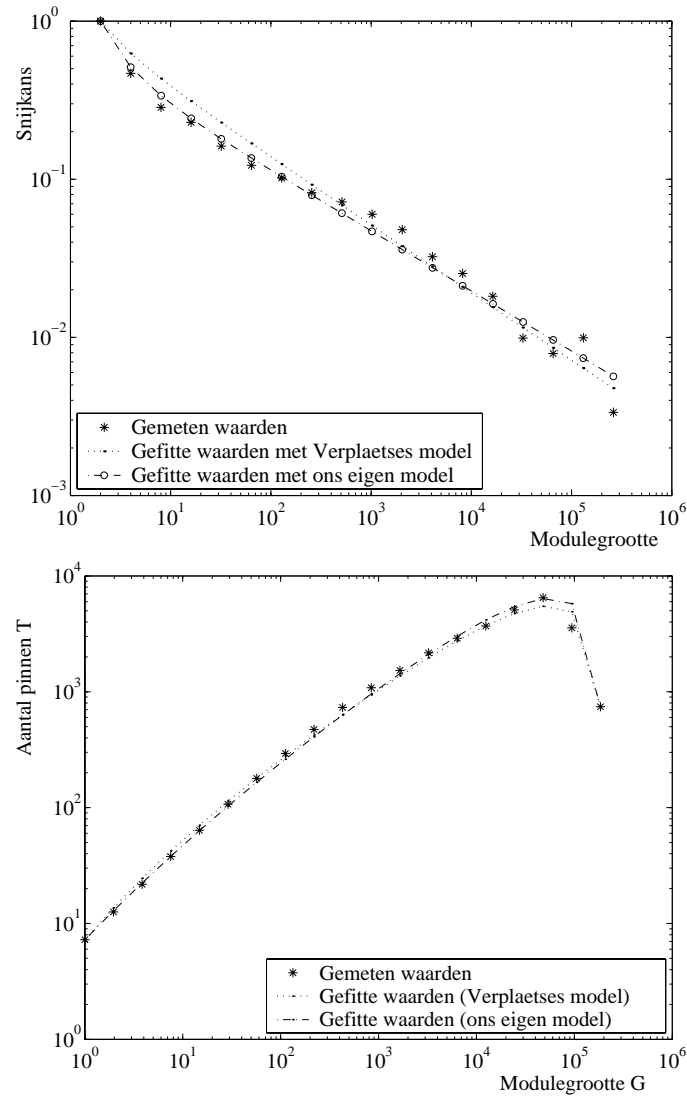 10^0
10^-1
10^-2
10^-3
Snijkans
Gemeten waarden
Gefitte waarden met Verplaetses model
Gefitte waarden met ons eigen model
10^0 10^1 10^2 10^3 10^4 10^5 10^6
Modulegrootte
10^4
10^3
10^2
10^1
10^0
Aantal pinnen T
Gemeten waarden
Gefitte waarden (Verplaetses model)
Gefitte waarden (ons eigen model)
10^0 10^1 10^2 10^3 10^4 10^5 10^6
Modulegrootte G